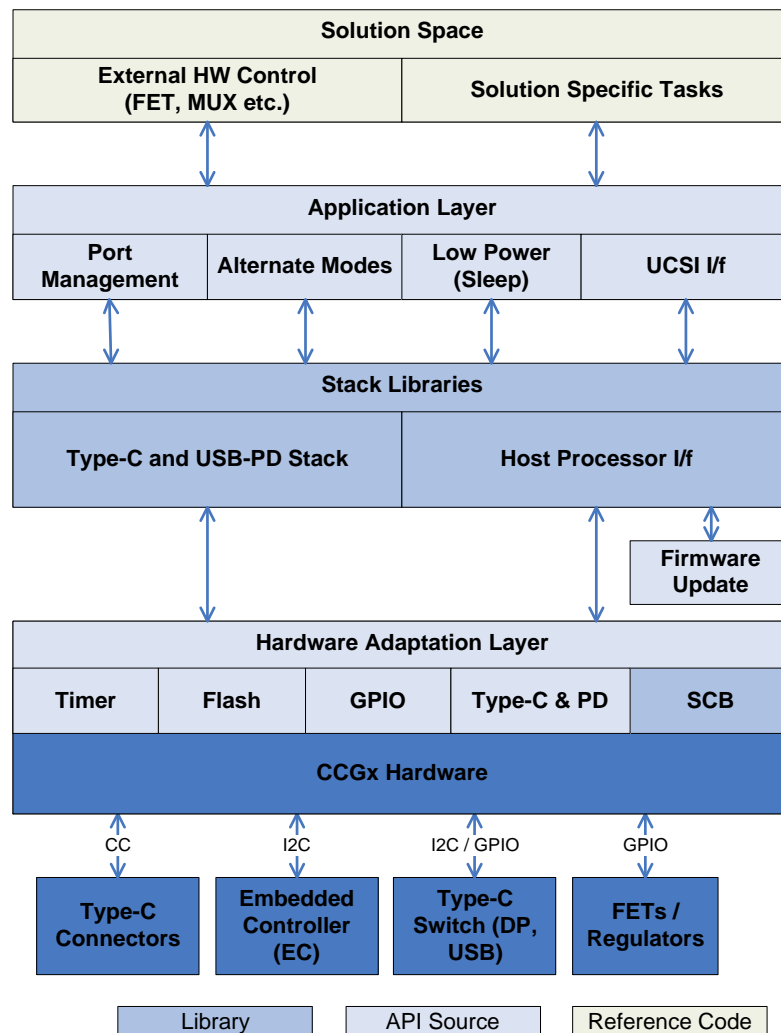 Solution Space
External HW Control
(FET, MUX etc.)
Solution Specific Tasks
Application Layer
Port
Management
Alternate Modes
Low Power
(Sleep)
UCSI I/f
Stack Libraries
Type-C and USB-PD Stack
Host Processor I/f
Firmware
Update
Hardware Adaptation Layer
Timer
Flash
GPIO
Type-C & PD
SCB
CCGx Hardware
CC
I2C
I2C / GPIO
GPIO
Type-C
Connectors
Embedded
Controller
(EC)
Type-C
Switch (DP,
USB)
FETs /
Regulators
Library
API Source
Reference Code